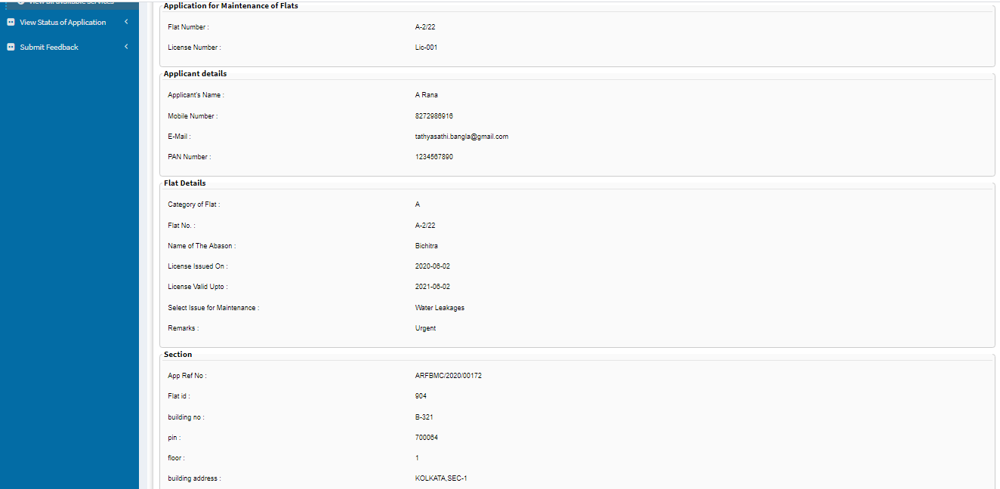 View all available services
View Status of Application
Submit Feedback
Application for Maintenance of Flats
Flat Number : A-2/22
License Number : Lic-001
Applicant details
Applicant's Name : A Rana
Mobile Number : 8272986916
E-Mail : tathyasathi.bangla@gmail.com
PAN Number : 1234567890
Flat Details
Category of Flat : A
Flat No. : A-2/22
Name of The Abason : Bichitra
License Issued On : 2020-06-02
License Valid Upto : 2021-06-02
Select Issue for Maintenance : Water Leakages
Remarks : Urgent
Section
App Ref No : ARFBMC/2020/00172
Flat id : 904
building no : B-321
pin : 700064
floor : 1
building address : KOLKATA,SEC-1